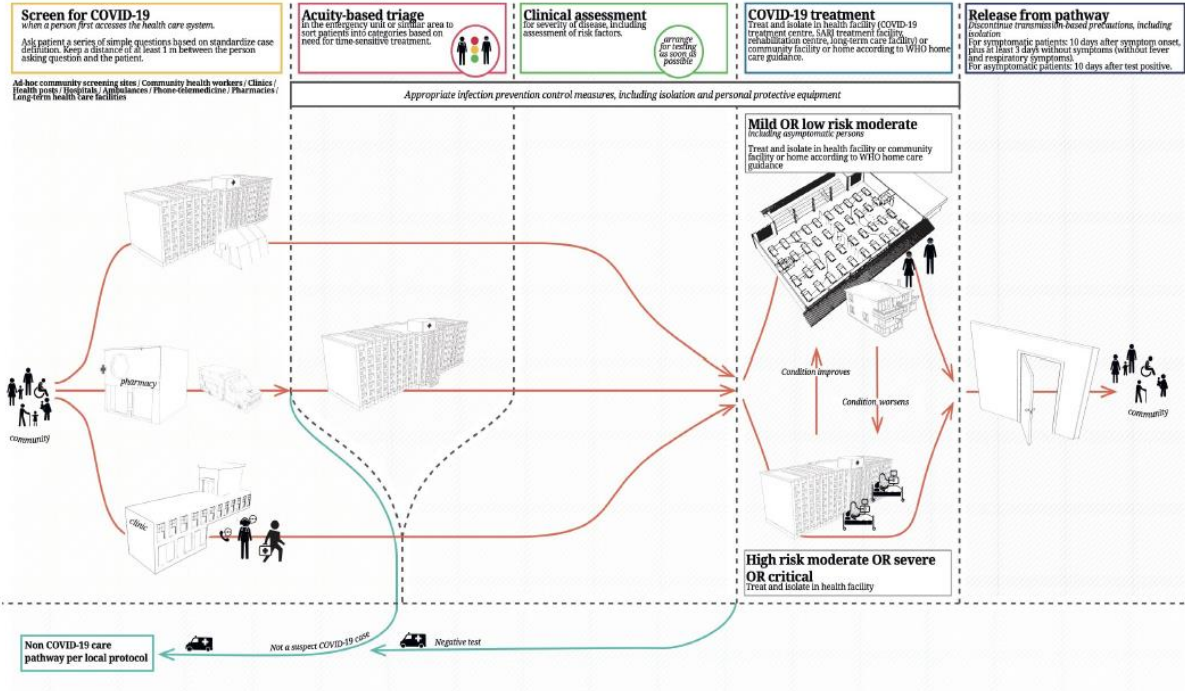 Screen for COVID-19
when a person first accesses the health care system.
Ask patient a series of simple questions based on standardize case
definition. Keep a distance of at least 1 m between the person
asking question and the patient.
Ad-hoc community screening sites / Community health workers / Clinics /
Health posts / Hospitals / Ambulances / Phone-telemedicine / Pharmacies /
Long-term health care facilities
Acuity-based triage
in the emergency unit or similar area to
sort patients into categories based on
need for time-sensitive treatment.
Clinical assessment
for severity of disease, including
assessment of risk factors.
arrange
for testing
as soon as
possible
COVID-19 treatment
Treat and isolate in health facility (COVID-19
treatment centre, SARI treatment facility,
rehabilitation centre, long-term care facility) or
community facility or home according to WHO home
care guidance.
Release from pathway
Discontinue transmission-based precautions, including
isolation
For symptomatic patients: 10 days after symptom onset,
plus at least 3 days without symptoms (without fever
and respiratory symptoms).
For asymptomatic patients: 10 days after test positive.
Appropriate infection prevention control measures, including isolation and personal protective equipment
Mild OR low risk moderate
including asymptomatic persons
Treat and isolate in health facility or community
facility or home according to WHO home care
guidance
pharmacy
community
clinic
Condition improves
Condition worsens
community
High risk moderate OR severe
OR critical
Treat and isolate in health facility
Non COVID-19 care
pathway per local protocol
Not a suspect COVID-19 case
Negative test